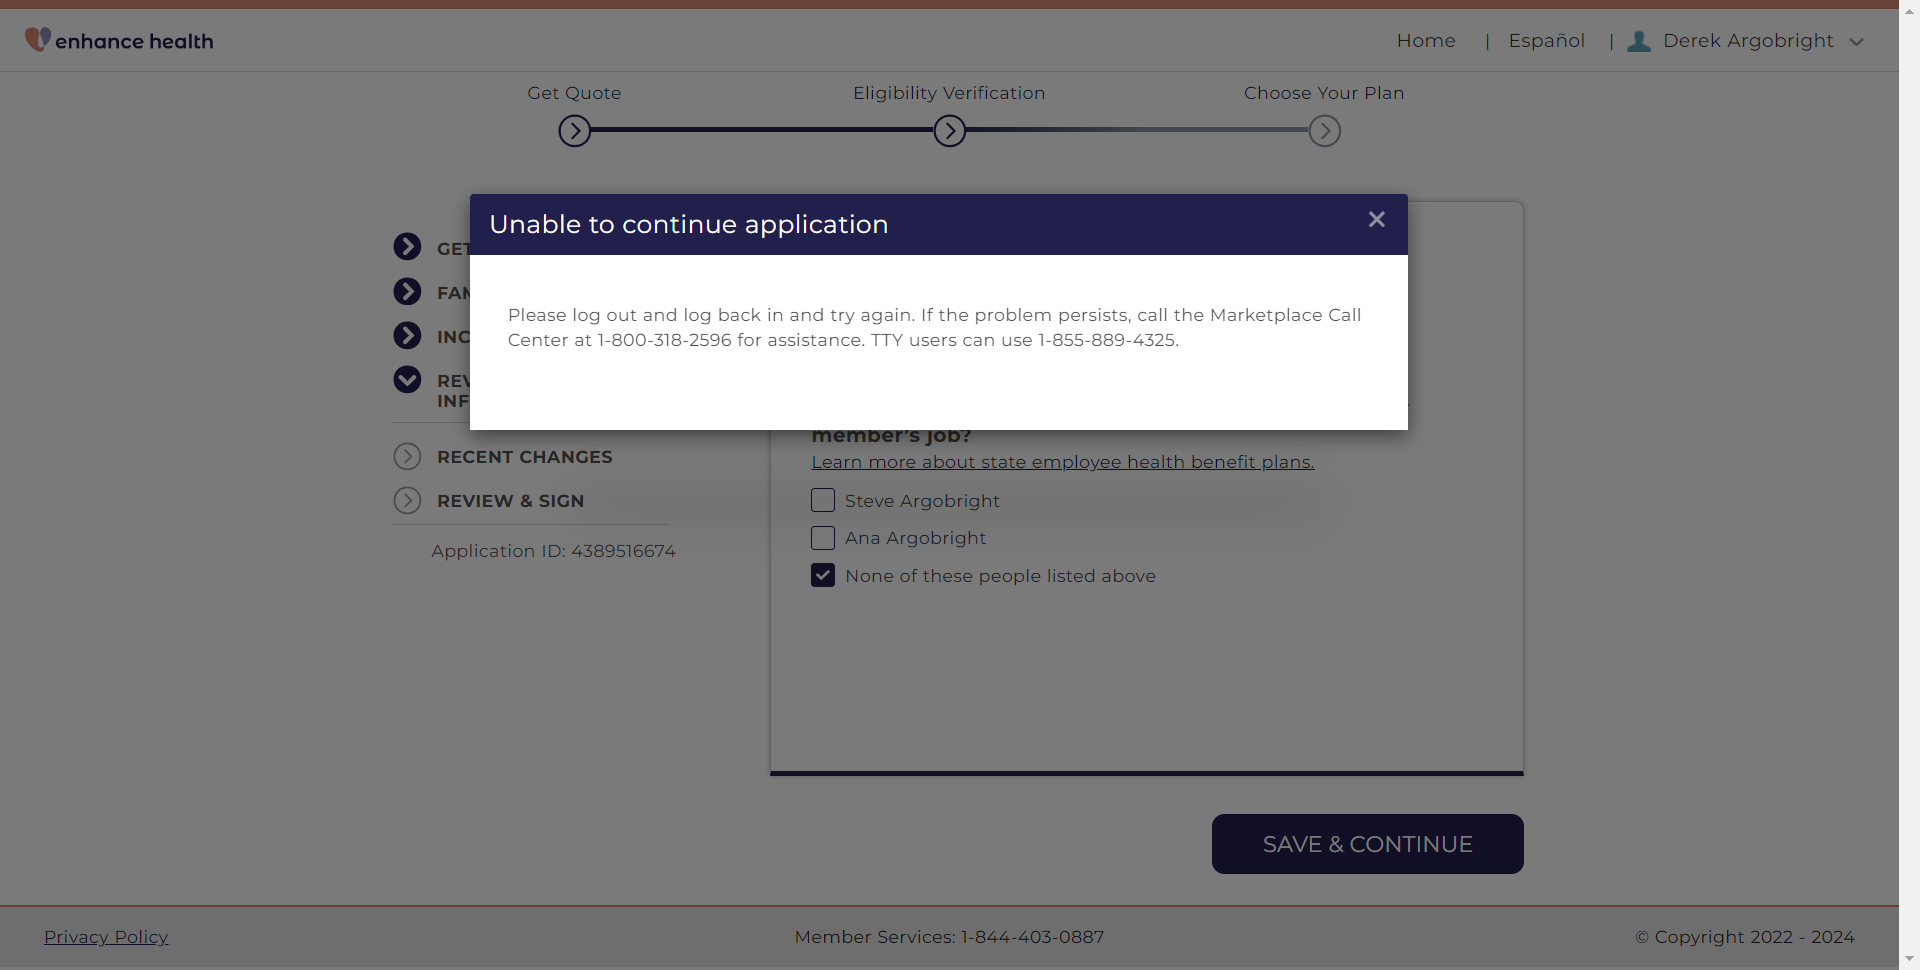 enhance health
Home | Español | Derek Argobright
Get Quote
Eligibility Verification
Choose Your Plan
Unable to continue application
Please log out and log back in and try again. If the problem persists, call the Marketplace Call
Center at 1-800-318-2596 for assistance. TTY users can use 1-855-889-4325.
GET
INC
INF
RECENT CHANGES
REVIEW & SIGN
Application ID: 4389516674
member's job?
Learn more about state employee health benefit plans.
Steve Argobright
Ana Argobright
None of these people listed above
SAVE & CONTINUE
Privacy Policy
Member Services: 1-844-403-0887
© Copyright 2022 - 2024